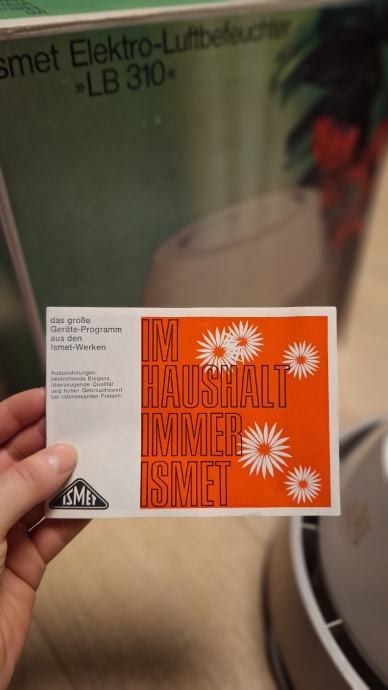 Ismet Elektro-Luftbefeuchter
»LB 310«
das große
Geräte-Programm
aus den
Ismet-Werken
Auszeichnungen:
bestechende Eleganz,
überzeugende Qualität
und hoher Gebrauchswert
bei interessanten Preisen.
IM
HAUSHALT
IMMER
ISMET
ISMET